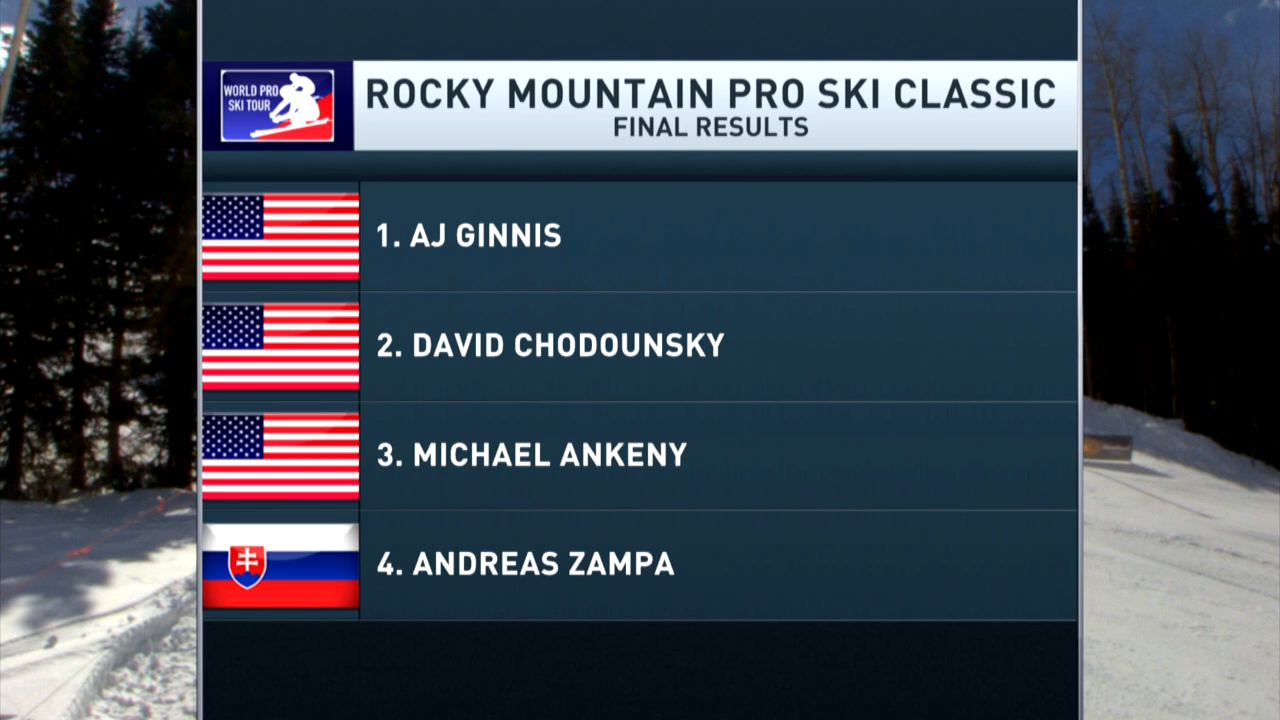 WORLD PRO
SKI TOUR
ROCKY MOUNTAIN PRO SKI CLASSIC
FINAL RESULTS
1. AJ GINNIS
2. DAVID CHODOUNSKY
3. MICHAEL ANKENY
4. ANDREAS ZAMPA